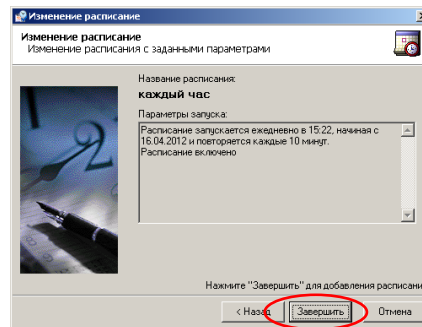 Изменение расписание
Изменение расписание
Изменение расписания с заданными параметрами
Название расписания:
каждый час
Параметры запуска:
Расписание запускается ежедневно в 15:22, начиная с
16.04.2012 и повторяется каждые 10 минут.
Расписание включено
Нажмите "Завершить" для добавления расписани
< Назад
Завершить
Отмена